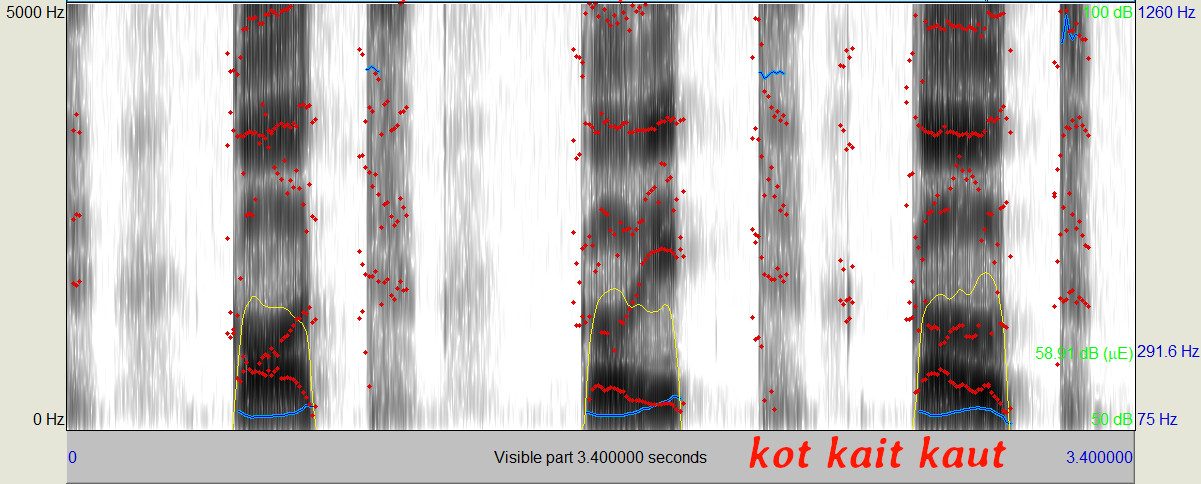 5000 Hz 100 dB 1260 Hz
58.91 dB (µE) 291.6 Hz
0 Hz 50 dB 75 Hz
0 Visible part 3.400000 seconds kot kait kaut 3.400000